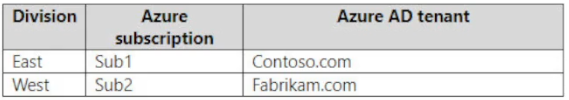 Division Azure subscription Azure AD tenant
East Sub1 Contoso.com
West Sub2 Fabrikam.com